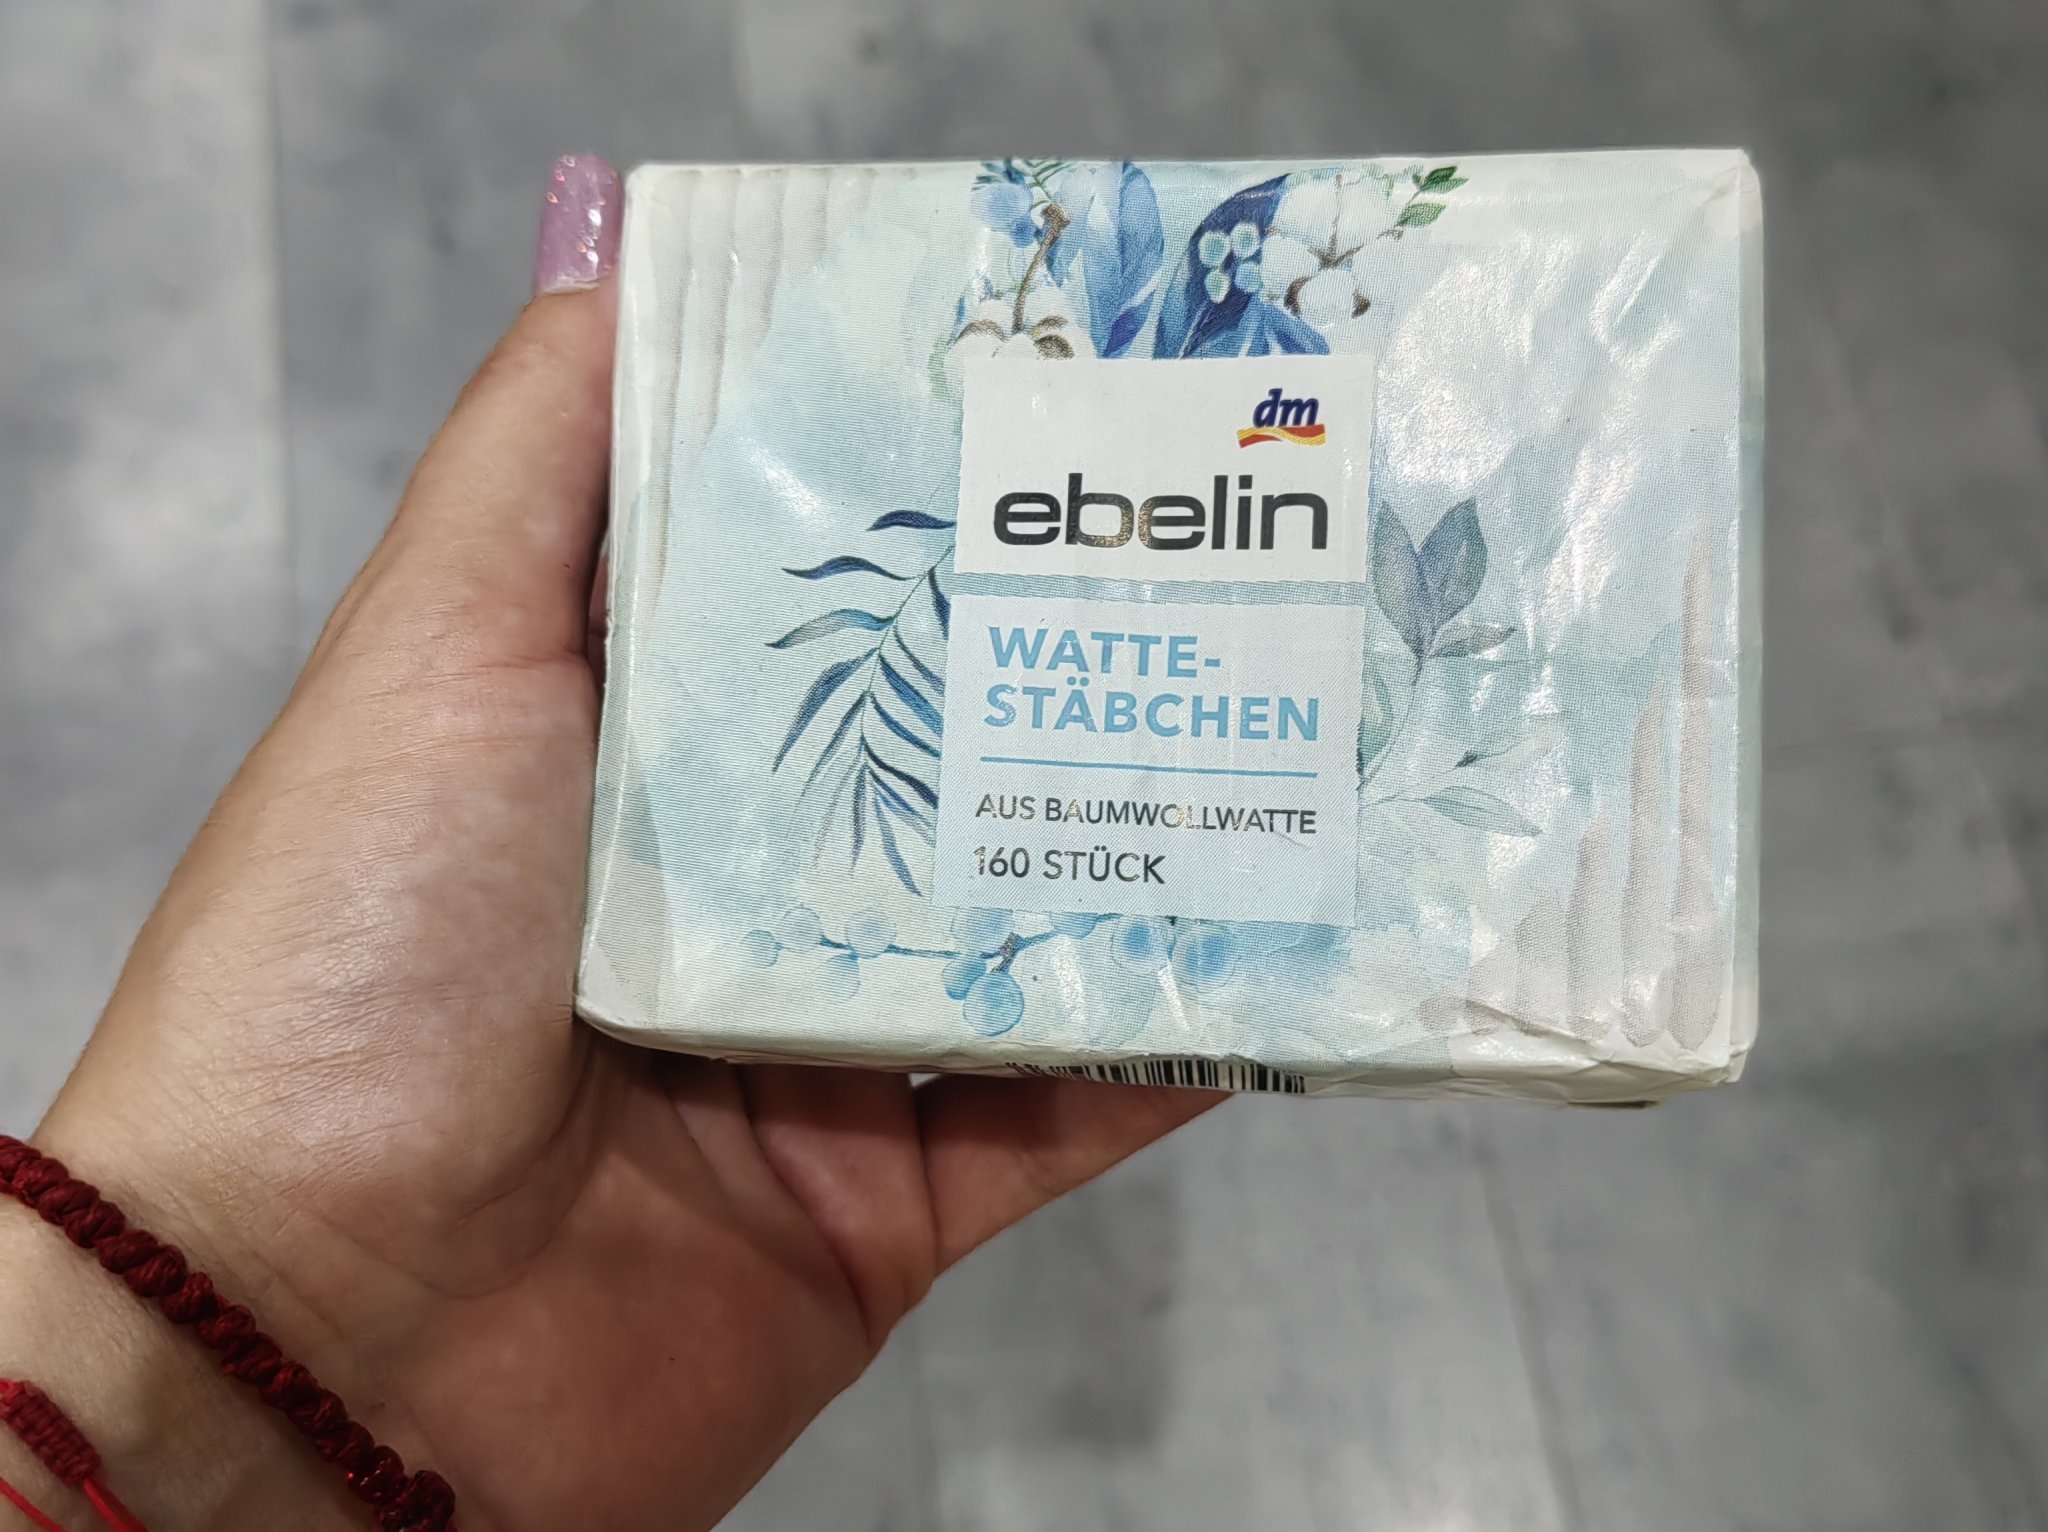 dm
ebelin
WATTE-
STÄBCHEN
AUS BAUMWOLLWATTE
160 STÜCK